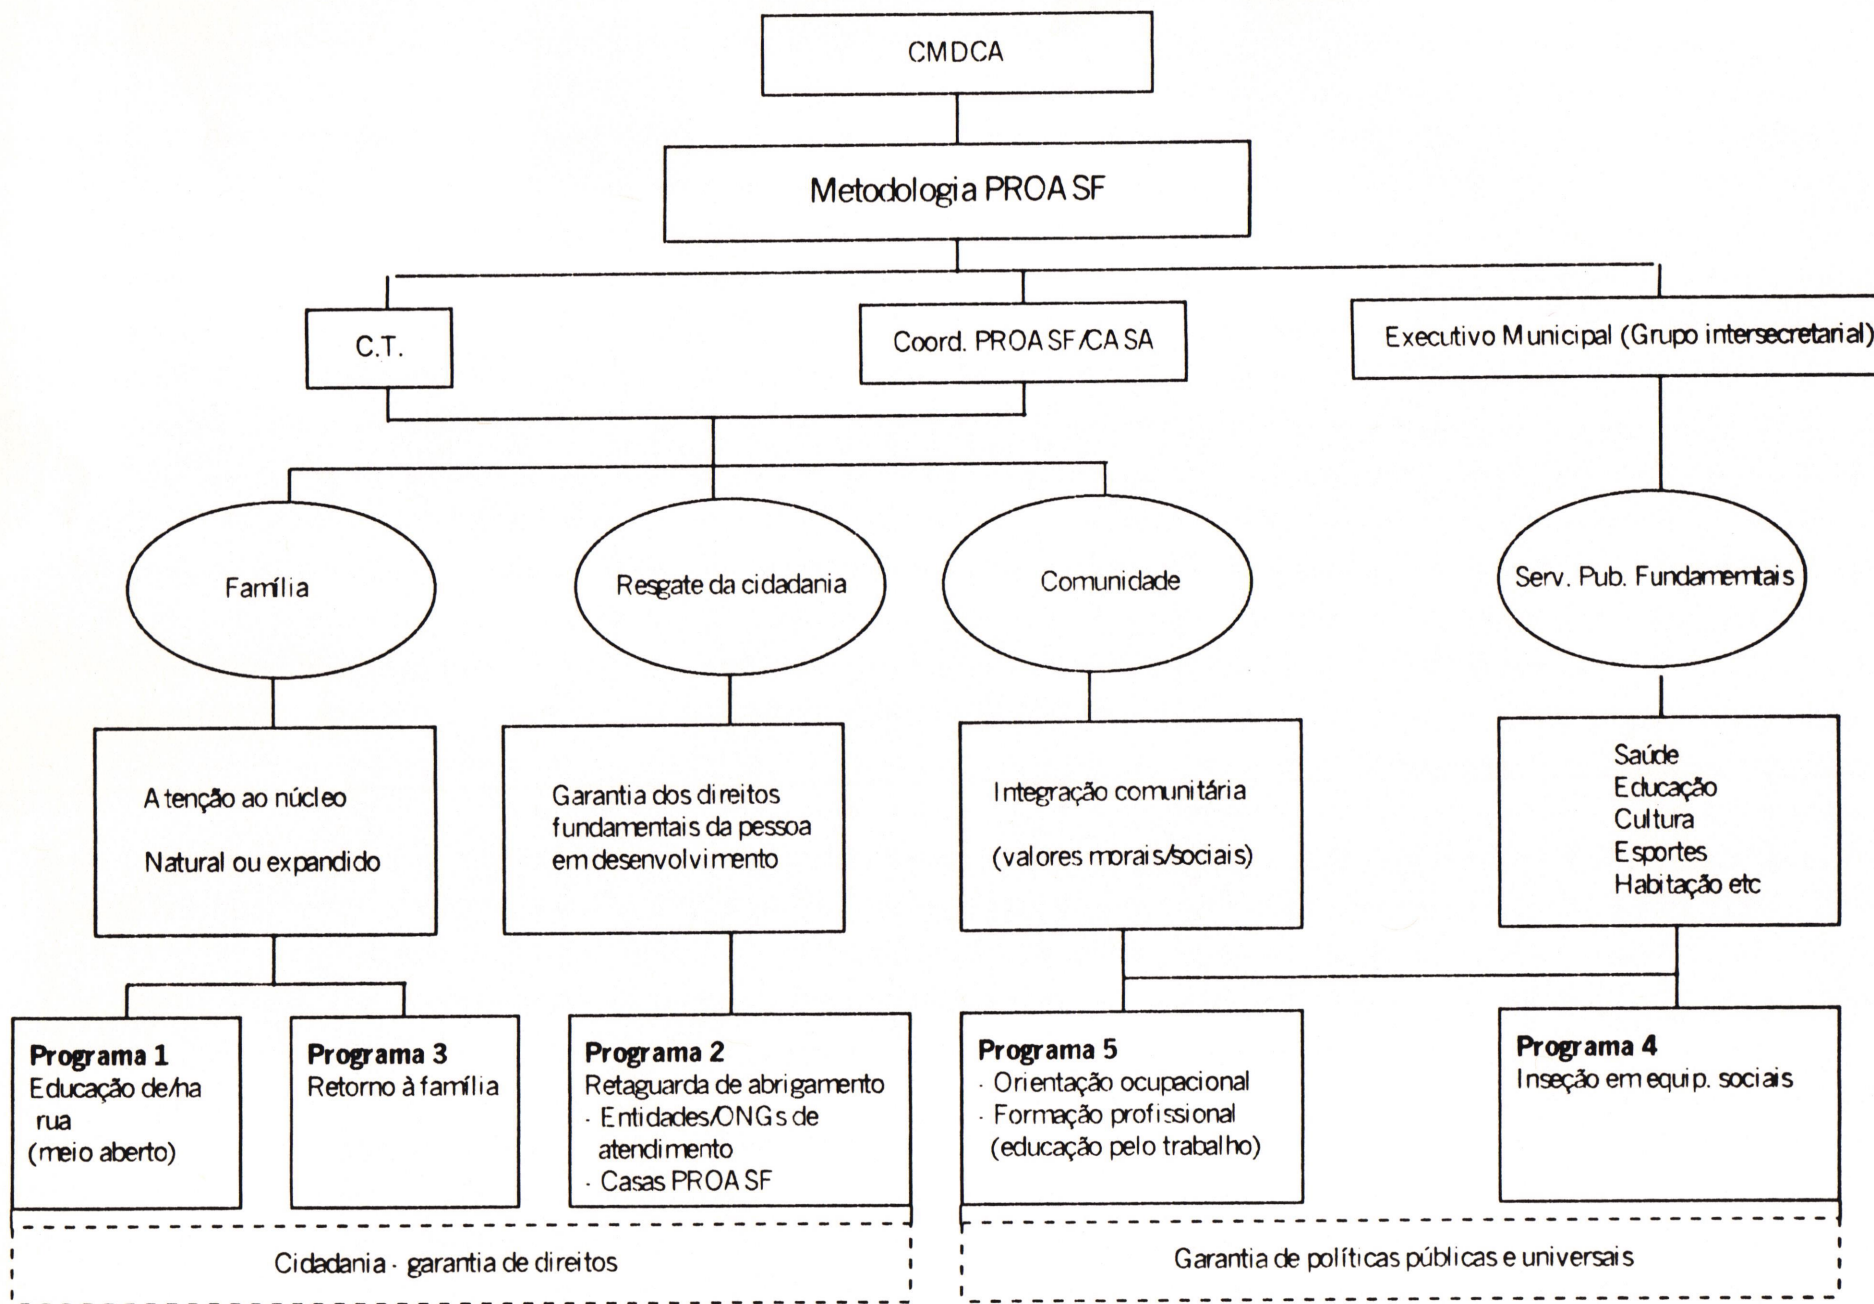 CMDCA
Metodologia PROASF
C.T.
Coord. PROASF/CASA
Executivo Municipal (Grupo intersecretarial)
Família
Resgate da cidadania
Comunidade
Serv. Pub. Fundamemtais
Atenção ao núcleo
Natural ou expandido
Garantia dos direitos
fundamentais da pessoa
em desenvolvimento
Integração comunitária
(valores morais/sociais)
Saúde
Educação
Cultura
Esportes
Habitação etc
Programa 1
Educação de/na
rua
(meio aberto)
Programa 3
Retorno à família
Programa 2
Retaguarda de abrigamento
· Entidades/ONGs de
atendimento
· Casas PROASF
Programa 5
· Orientação ocupacional
· Formação profissional
(educação pelo trabalho)
Programa 4
Inseção em equip. sociais
Cidadania · garantia de direitos
Garantia de políticas públicas e universais